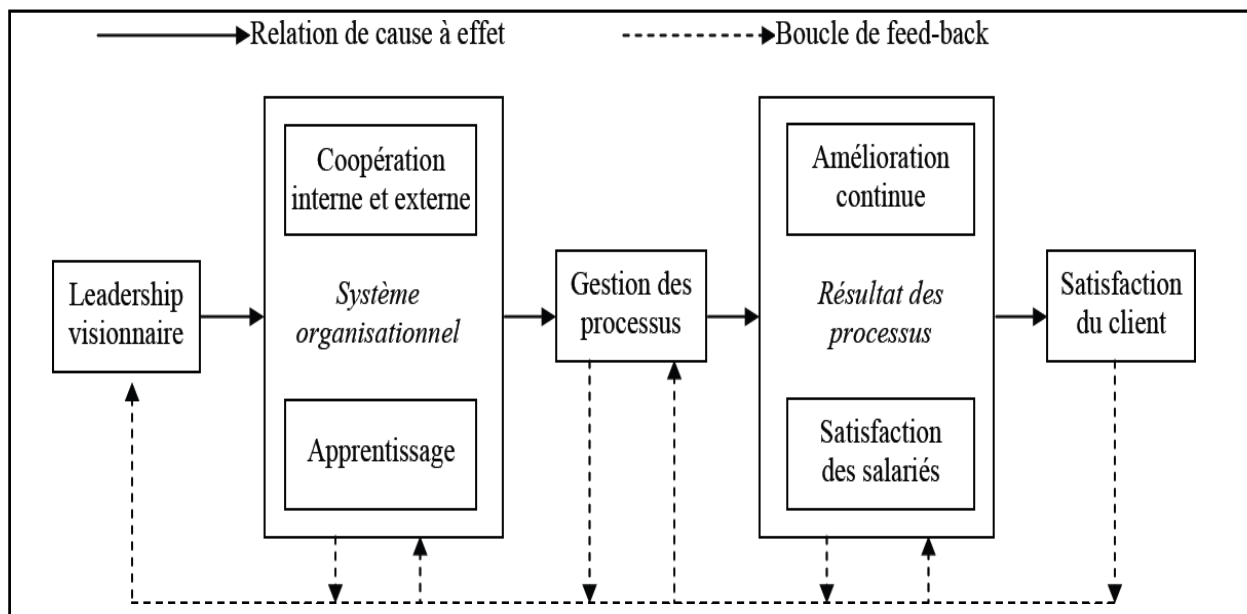 Relation de cause à effet
Boucle de feed-back
Coopération
interne et externe
Amélioration
continue
Leadership
visionnaire
Système
organisationnel
Gestion des
processus
Résultat des
processus
Satisfaction
du client
Apprentissage
Satisfaction
des salariés